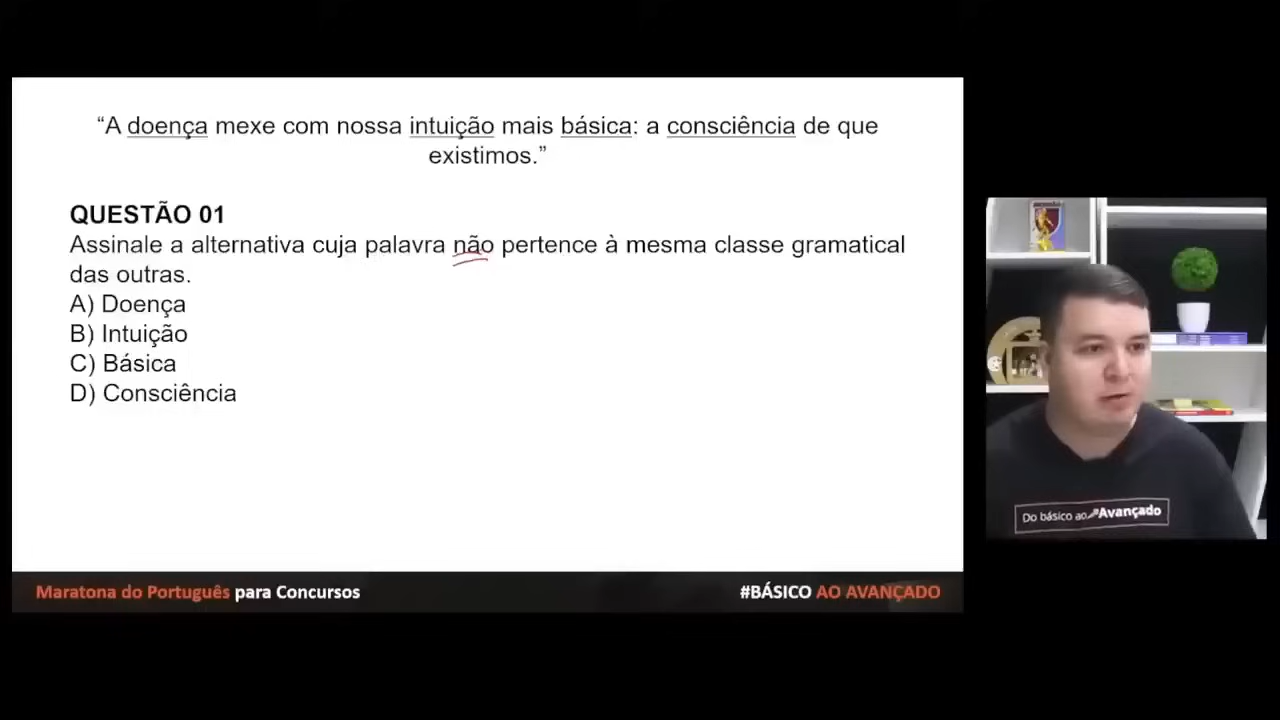 “A doença mexe com nossa intuição mais básica: a consciência de que
existimos.”
QUESTÃO 01
Assinale a alternativa cuja palavra não pertence à mesma classe gramatical
das outras.
A) Doença
B) Intuição
C) Básica
D) Consciência
Do básico ao Avançado
Maratona do Português para Concursos
#BÁSICO AO AVANÇADO